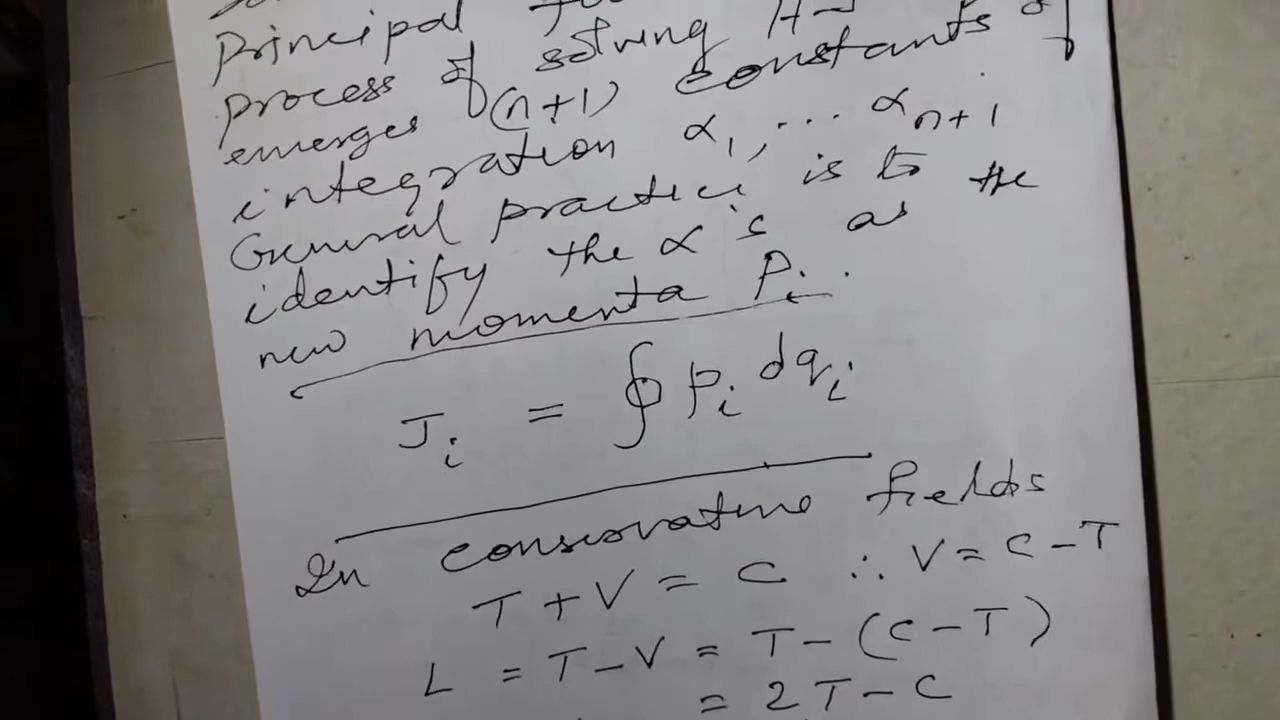 Principal
process of solving H-J
emerges (n+1) constants of
integration α₁, ... αₙ₊₁
General practice is to
identify the α's as the
new momenta Pᵢ.
Jᵢ = ∮ pᵢ dqᵢ
In conservative fields
T + V = C ∴ V = C - T
L = T - V = T - (C - T)
= 2T - C